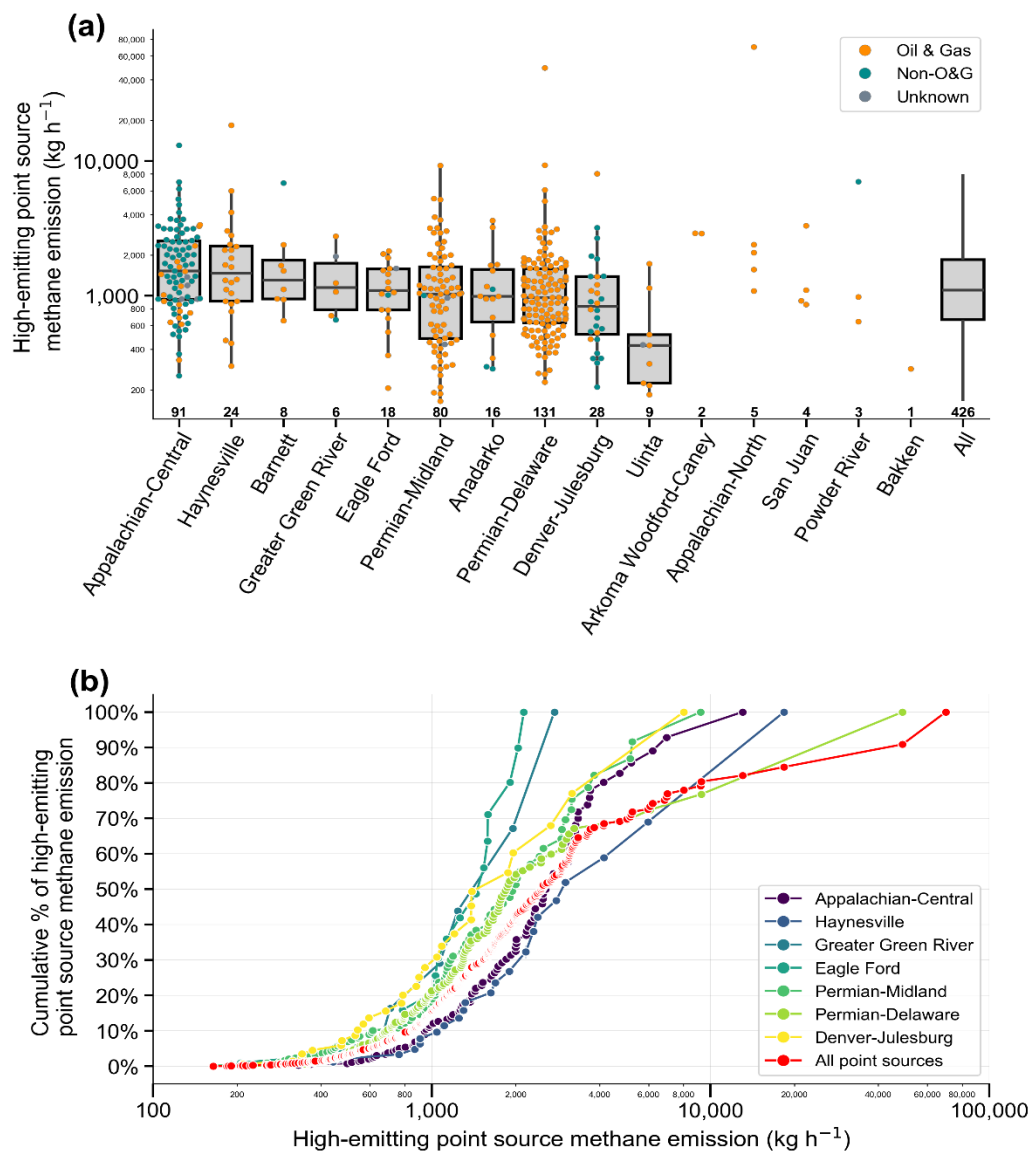 (a)
High-emitting point source
methane emission (kg h⁻¹)
80,000
60,000
40,000
20,000
10,000
8,000
6,000
4,000
2,000
1,000
800
600
400
200
Oil & Gas
Non-O&G
Unknown
91 24 8 6 18 80 16 131 28 9 2 5 4 3 1 426
Appalachian-Central
Haynesville
Barnett
Greater Green River
Eagle Ford
Permian-Midland
Anadarko
Permian-Delaware
Denver-Julesburg
Uinta
Arkoma Woodford-Caney
Appalachian-North
San Juan
Powder River
Bakken
All
(b)
Cumulative % of high-emitting
point source methane emission
100%
90%
80%
70%
60%
50%
40%
30%
20%
10%
0%
Appalachian-Central
Haynesville
Greater Green River
Eagle Ford
Permian-Midland
Permian-Delaware
Denver-Julesburg
All point sources
100 200 400 600 800 1,000 2,000 4,000 6,000 8,000 10,000 20,000 40,000 60,000 80,000 100,000
High-emitting point source methane emission (kg h⁻¹)